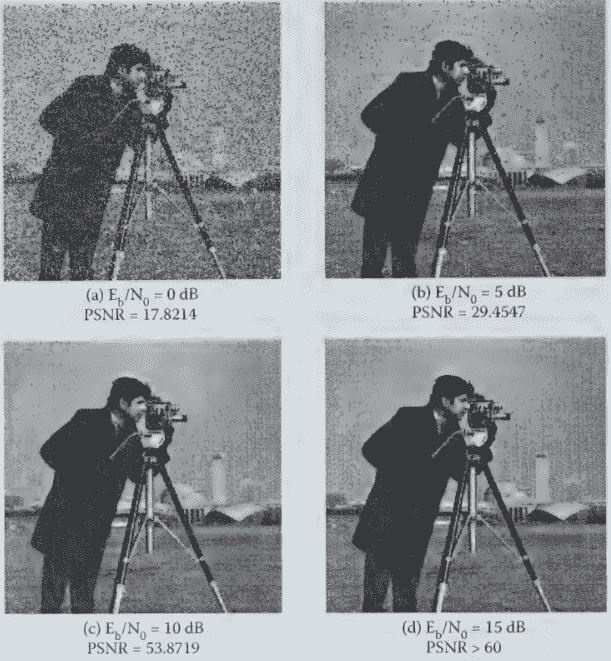 (a) E_b/N_0 = 0 dB
PSNR = 17.8214
(b) E_b/N_0 = 5 dB
PSNR = 29.4547
(c) E_b/N_0 = 10 dB
PSNR = 53.8719
(d) E_b/N_0 = 15 dB
PSNR > 60